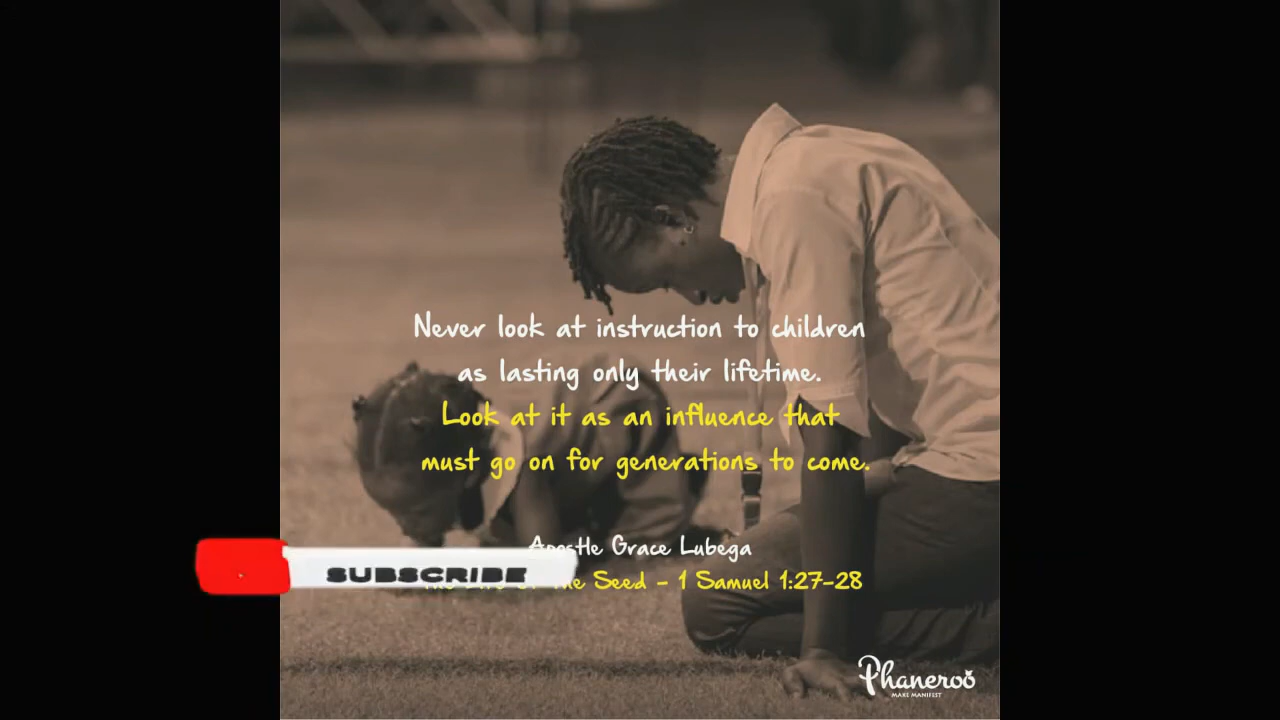 Never look at instruction to children
as lasting only their lifetime.
Look at it as an influence that
must go on for generations to come.
Apostle Grace Lubega
SUBSCRIBE
the Seed - 1 Samuel 1:27-28
Phaneroo
MAKE MANIFEST